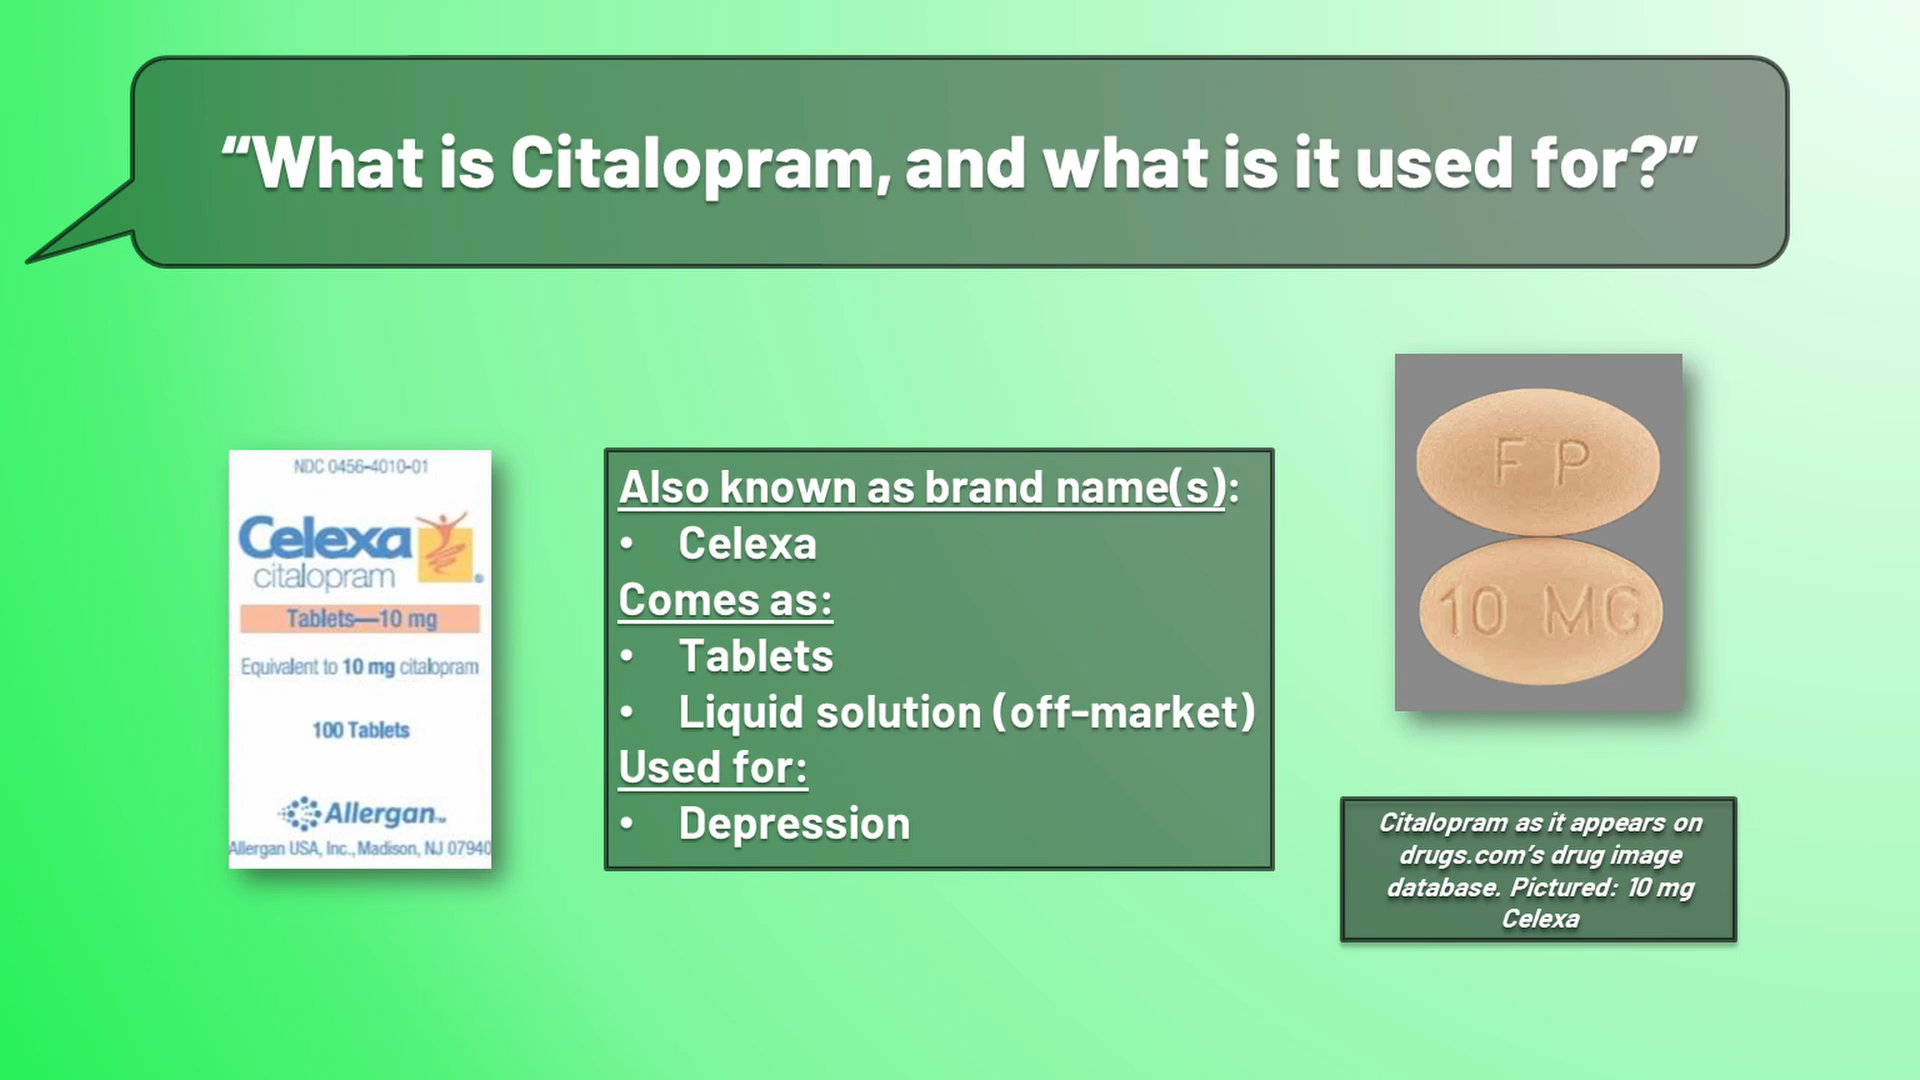 “What is Citalopram, and what is it used for?”
NDC 0456-4010-01
Celexa
citalopram ®
Tablets—10 mg
Equivalent to 10 mg citalopram
100 Tablets
Allergan™
Allergan USA, Inc., Madison, NJ 07940
Also known as brand name(s):
• Celexa
Comes as:
• Tablets
• Liquid solution (off-market)
Used for:
• Depression
F P
10 MG
Citalopram as it appears on
drugs.com’s drug image
database. Pictured: 10 mg
Celexa